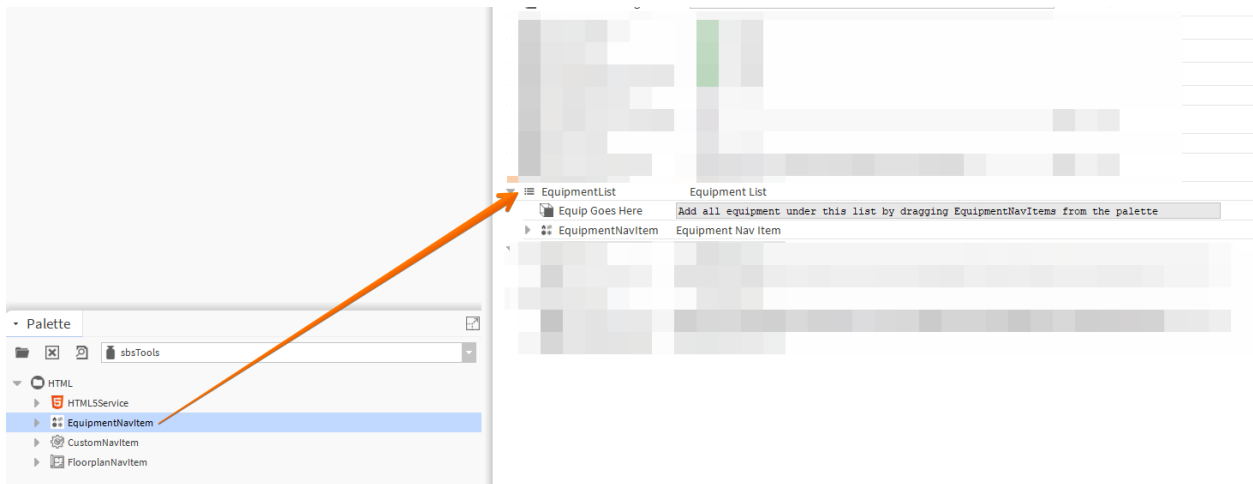 EquipmentList Equipment List
Equip Goes Here Add all equipment under this list by dragging EquipmentNavItems from the palette
EquipmentNavItem Equipment Nav Item
Palette
sbsTools
HTML
HTML5Service
EquipmentNavItem
CustomNavItem
FloorplanNavItem